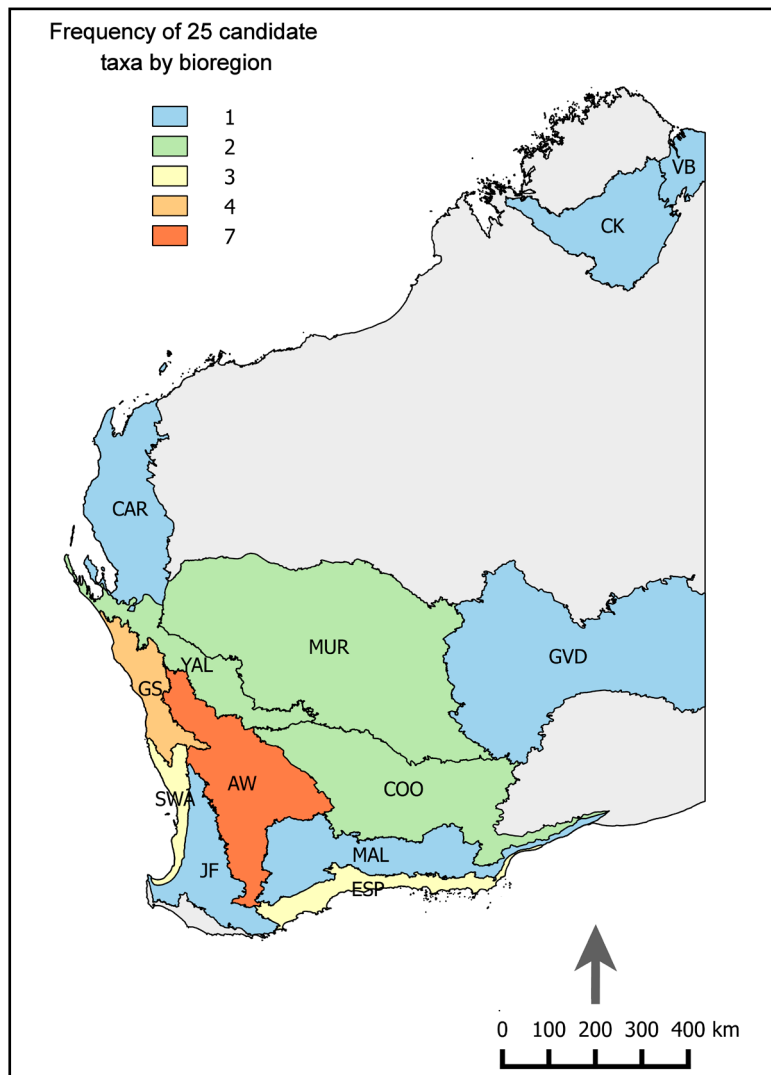 Frequency of 25 candidate
taxa by bioregion
1
2
3
4
7
VB
CK
CAR
MUR
GVD
YAL
GS
AW
COO
SWA
MAL
JF
ESP
0 100 200 300 400 km